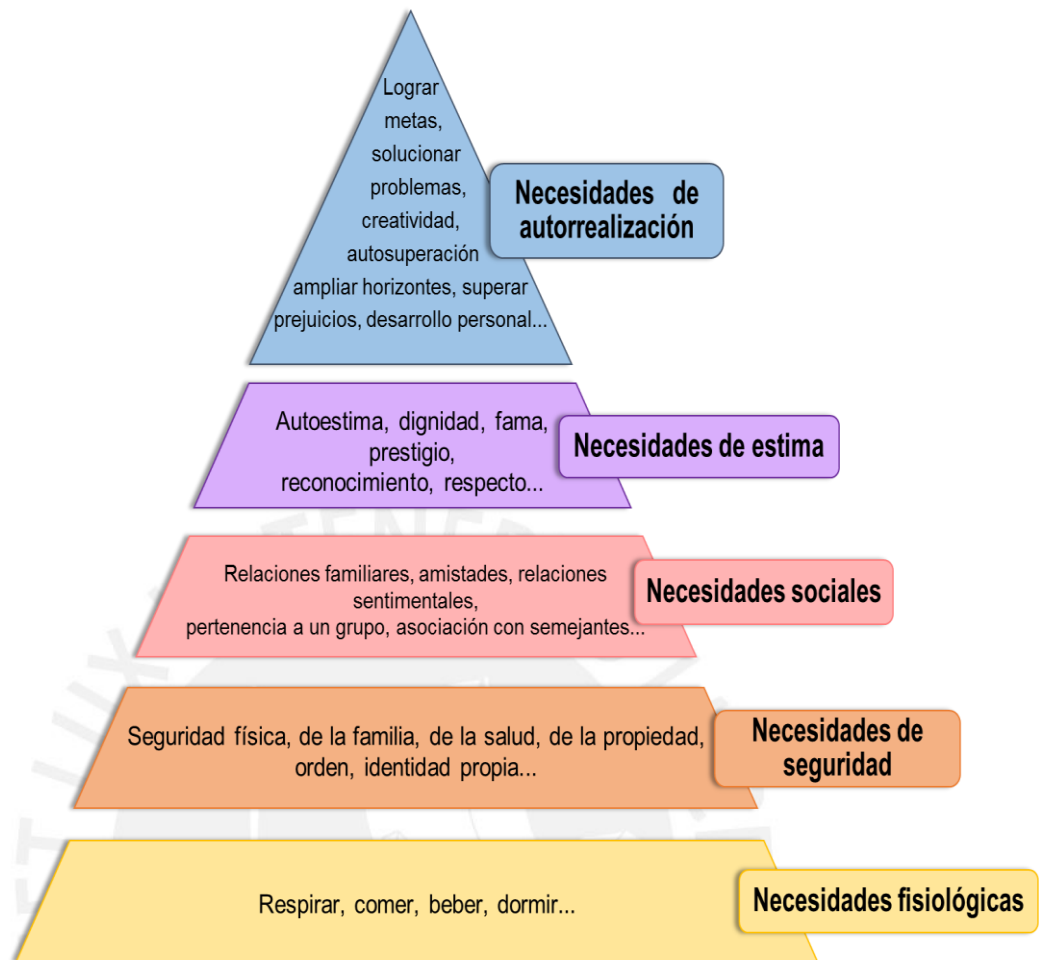 Lograr
metas,
solucionar
problemas,
creatividad,
autosuperación
ampliar horizontes, superar
prejuicios, desarrollo personal...
Necesidades de
autorrealización
Autoestima, dignidad, fama,
prestigio,
reconocimiento, respecto...
Necesidades de estima
Relaciones familiares, amistades, relaciones
sentimentales,
pertenencia a un grupo, asociación con semejantes...
Necesidades sociales
Seguridad física, de la familia, de la salud, de la propiedad,
orden, identidad propia...
Necesidades de
seguridad
Respirar, comer, beber, dormir...
Necesidades fisiológicas